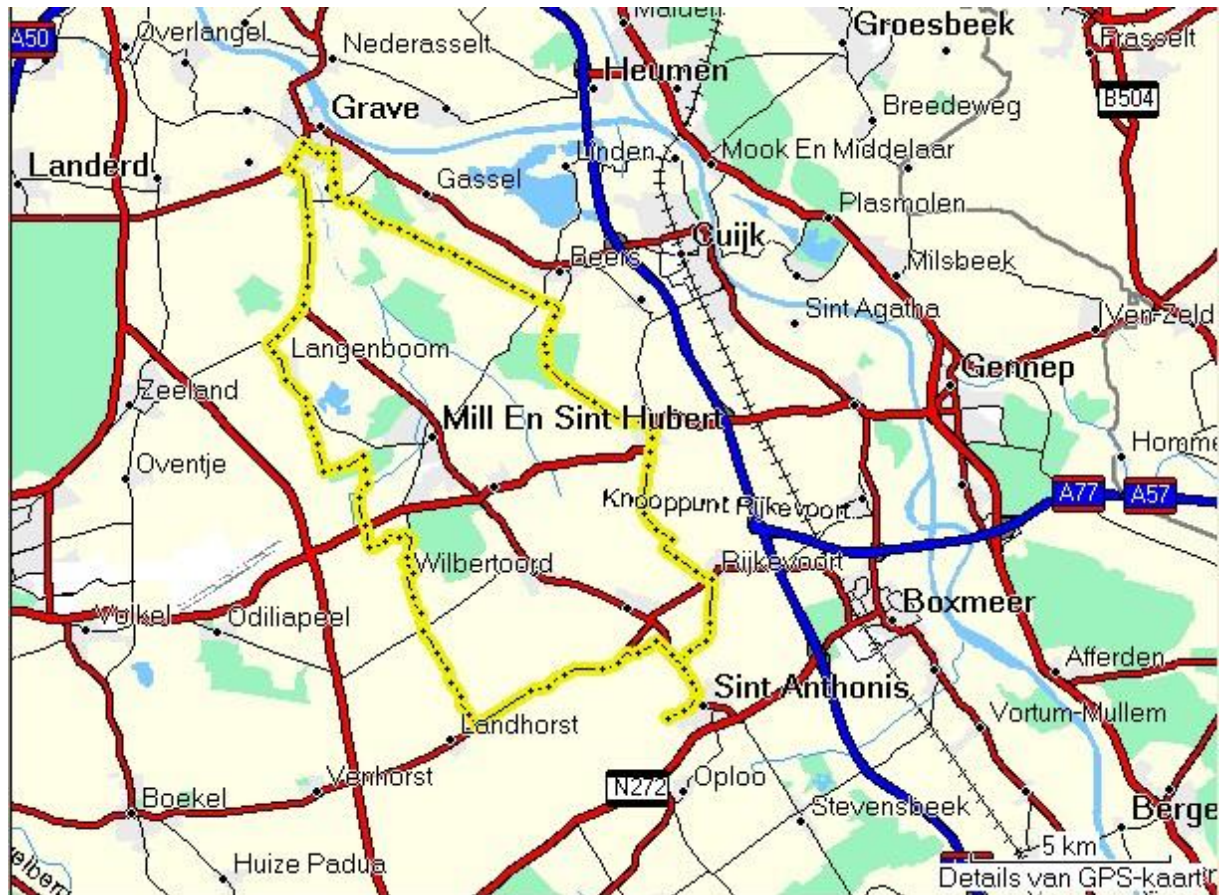 Malden
Groesbeek
Frasselt
A50
Overlangel
Nederasselt
Heumen
B504
Breedeweg
Grave
Landerd
Linden
Mook En Middelaar
Gassel
Plasmolen
Cuijk
Beers
Milsbeek
Sint Agatha
Ven-Zeld
Langenboom
Gennep
Zeeland
Mill En Sint Hubert
Homme
Oventje
A77
A57
Knooppunt Rijkevoort
Wilbertoord
Rijkevoort
Boxmeer
Volkel
Odiliapeel
Afferden
Sint Anthonis
Vortum-Mullem
Landhorst
Venhorst
N272
Oploo
Boekel
Stevensbeek
Berge
5 km
Huize Padua
Details van GPS-kaart